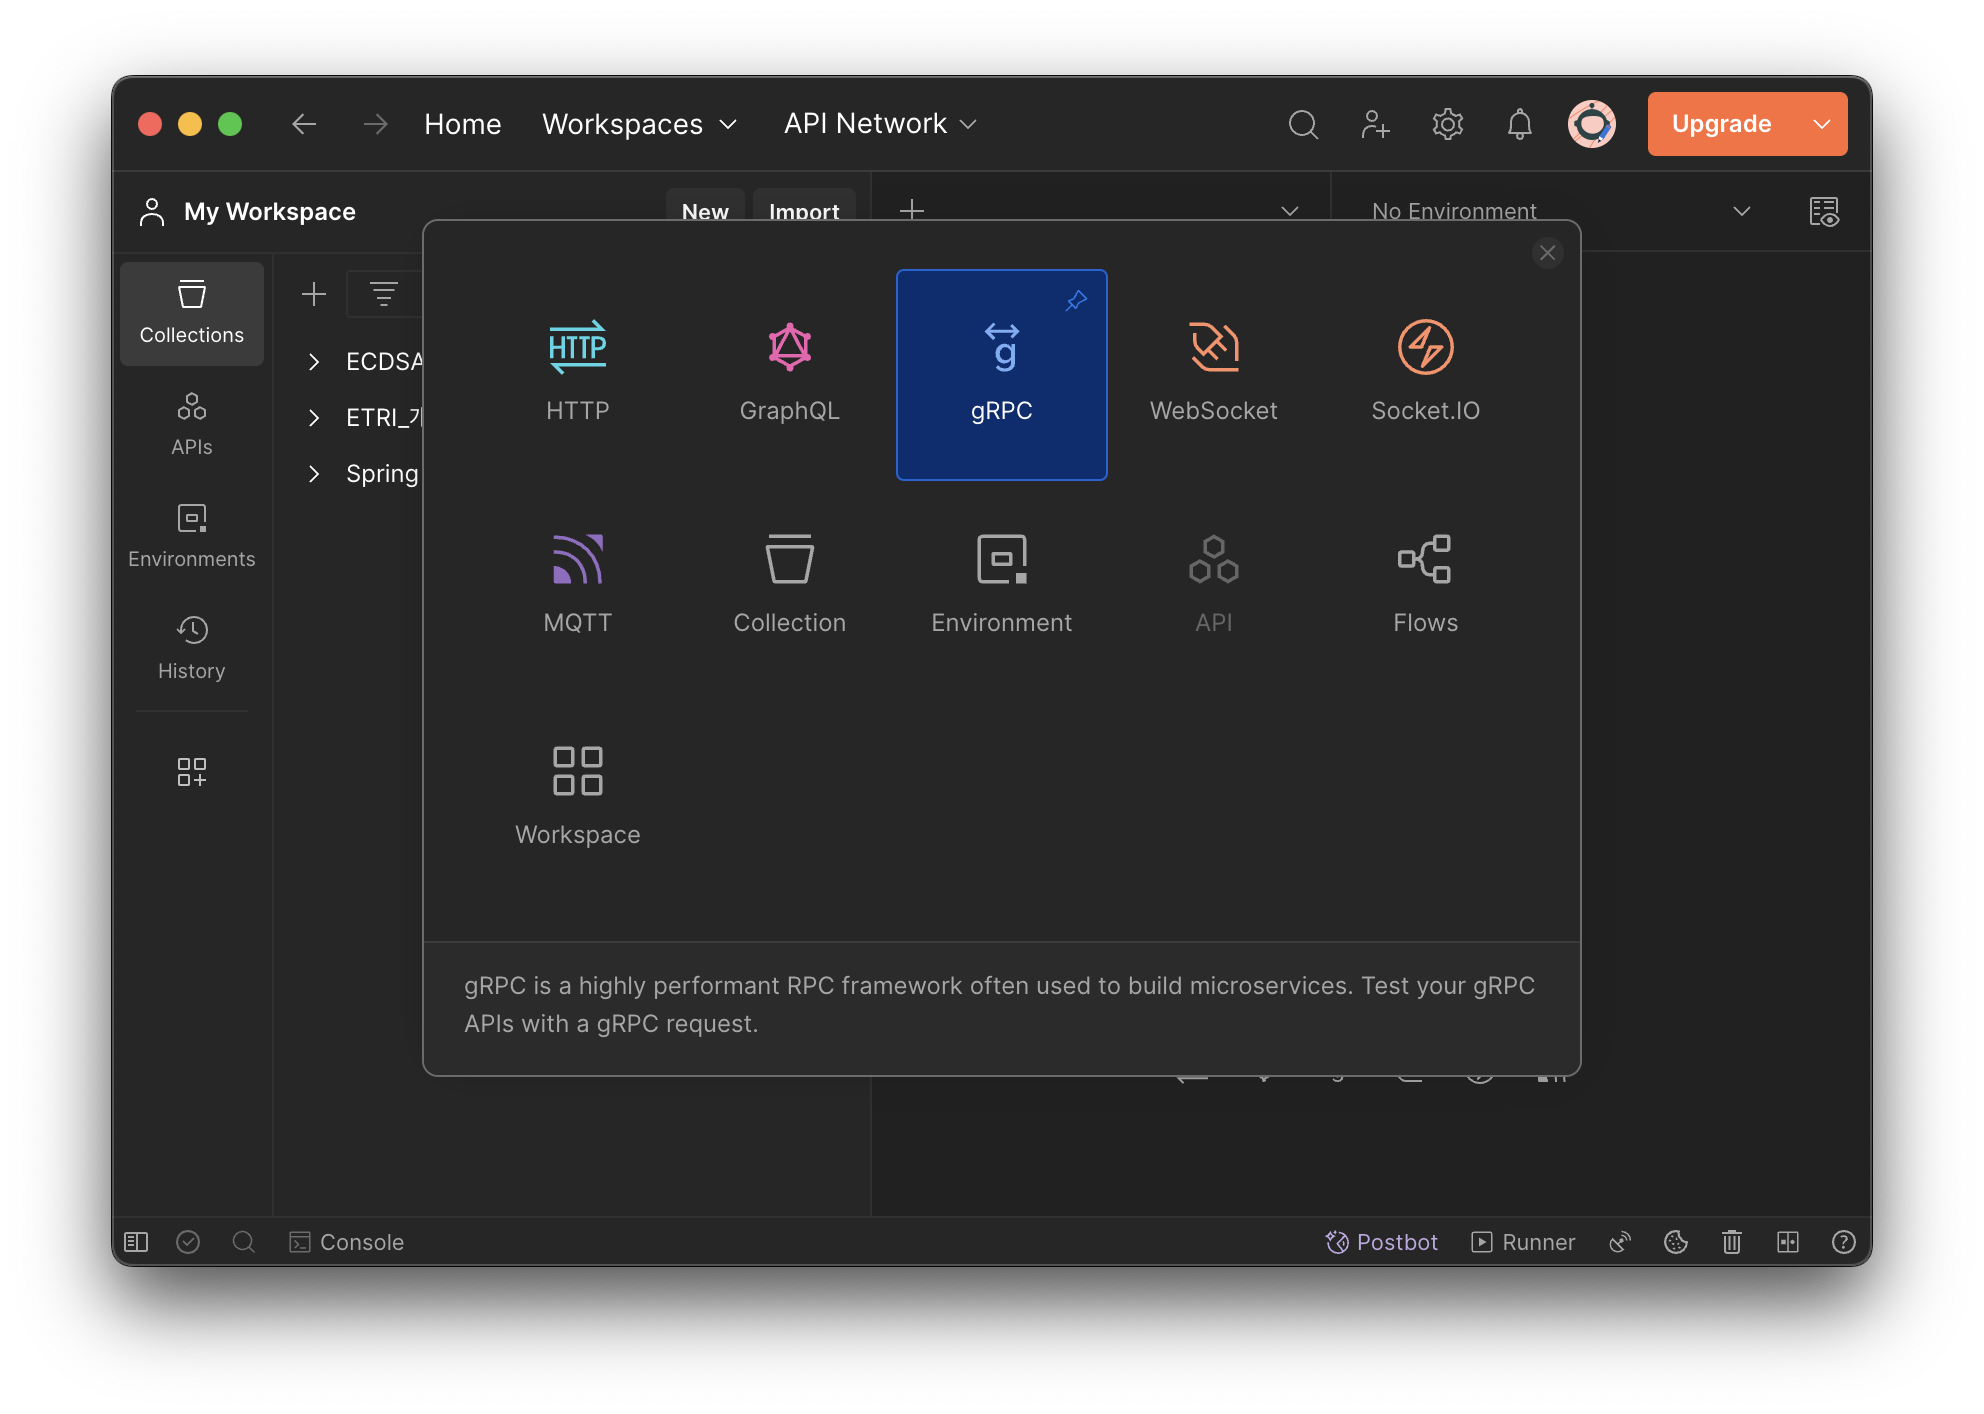 Home
Workspaces
API Network
Upgrade
My Workspace
New
Import
No Environment
Collections
APIs
Environments
History
ECDSA
ETRI_
Spring
HTTP
HTTP
GraphQL
g
gRPC
WebSocket
Socket.IO
MQTT
Collection
Environment
API
Flows
Workspace
gRPC is a highly performant RPC framework often used to build microservices. Test your gRPC
APIs with a gRPC request.
Console
Postbot
Runner